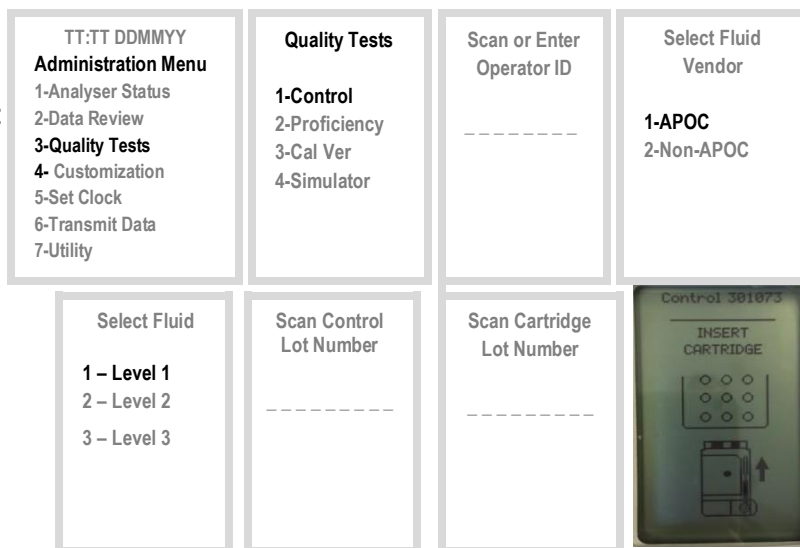 TT:TT DDMMYY
Administration Menu
1-Analyser Status
2-Data Review
3-Quality Tests
4- Customization
5-Set Clock
6-Transmit Data
7-Utility
Quality Tests
1-Control
2-Proficiency
3-Cal Ver
4-Simulator
Scan or Enter
Operator ID
_ _ _ _ _ _ _ _
Select Fluid
Vendor
1-APOC
2-Non-APOC
Select Fluid
1 – Level 1
2 – Level 2
3 – Level 3
Scan Control
Lot Number
_ _ _ _ _ _ _ _ _
Scan Cartridge
Lot Number
_ _ _ _ _ _ _ _ _
Control 301073
INSERT
CARTRIDGE